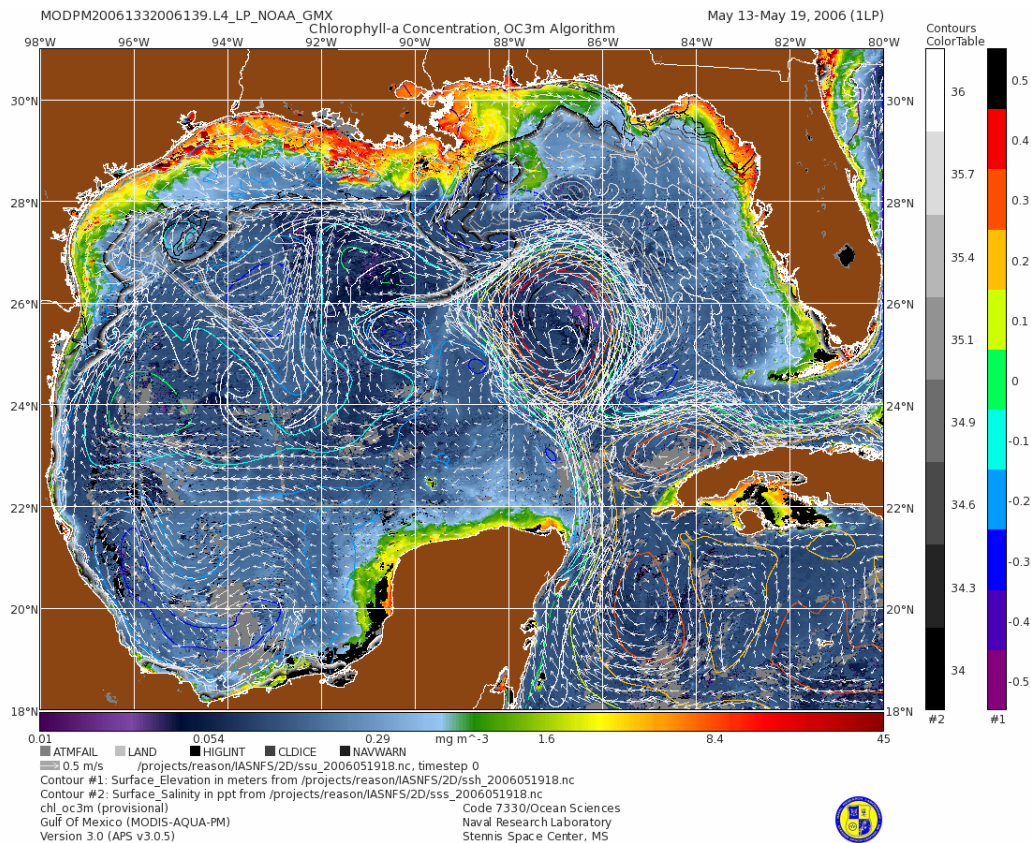 MODPM20061332006139.L4_LP_NOAA_GMX May 13-May 19, 2006 (1LP)
Chlorophyll-a Concentration, OC3m Algorithm
Contours
ColorTable
98°W 96°W 94°W 92°W 90°W 88°W 86°W 84°W 82°W 80°W
30°N 30°N
28°N 28°N
26°N 26°N
24°N 24°N
22°N 22°N
20°N 20°N
18°N 18°N
36
35.7
35.4
35.1
34.9
34.6
34.3
34
#2
0.5
0.4
0.3
0.2
0.1
0
-0.1
-0.2
-0.3
-0.4
-0.5
#1
0.01 0.054 0.29 mg m^-3 1.6 8.4 45
ATMFAIL LAND HIGLINT CLDICE NAVWARN
0.5 m/s /projects/reason/IASNFS/2D/ssu_2006051918.nc, timestep 0
Contour #1: Surface_Elevation in meters from /projects/reason/IASNFS/2D/ssh_2006051918.nc
Contour #2: Surface_Salinity in ppt from /projects/reason/IASNFS/2D/sss_2006051918.nc
chl_oc3m (provisional) Code 7330/Ocean Sciences
Gulf Of Mexico (MODIS-AQUA-PM) Naval Research Laboratory
Version 3.0 (APS v3.0.5) Stennis Space Center, MS